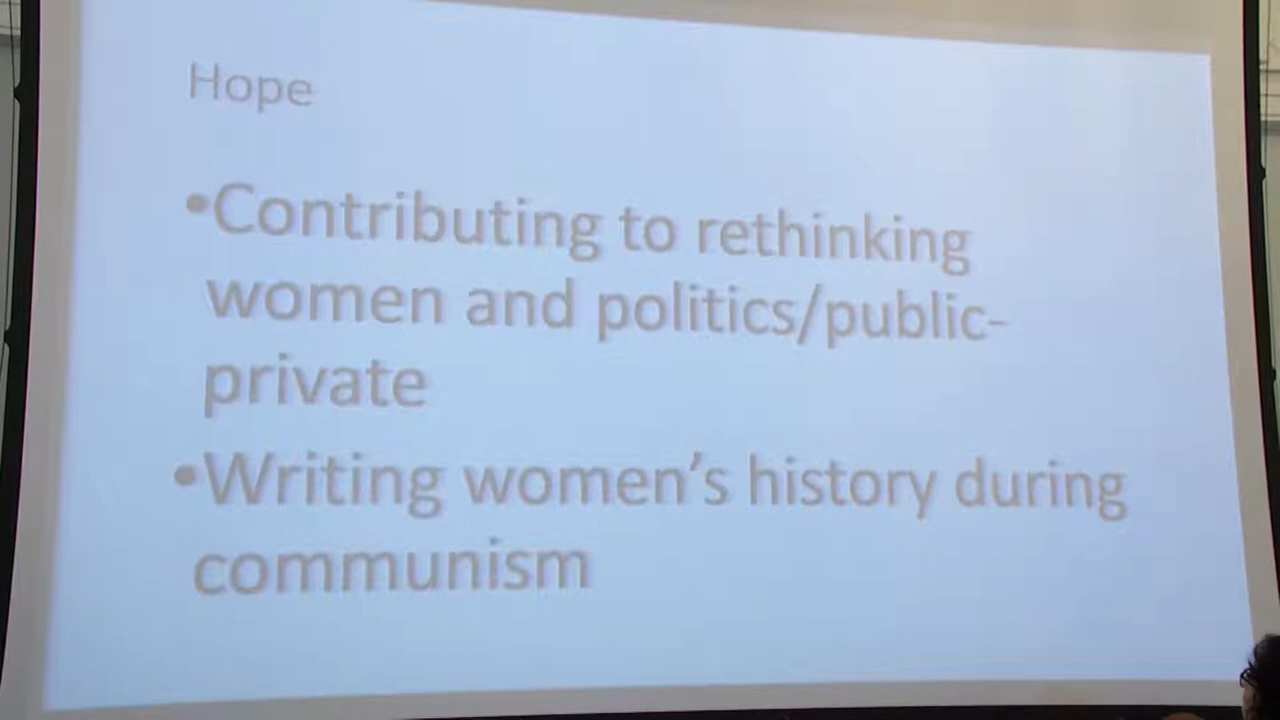 Hope
•Contributing to rethinking
women and politics/public-
private
•Writing women's history during
communism